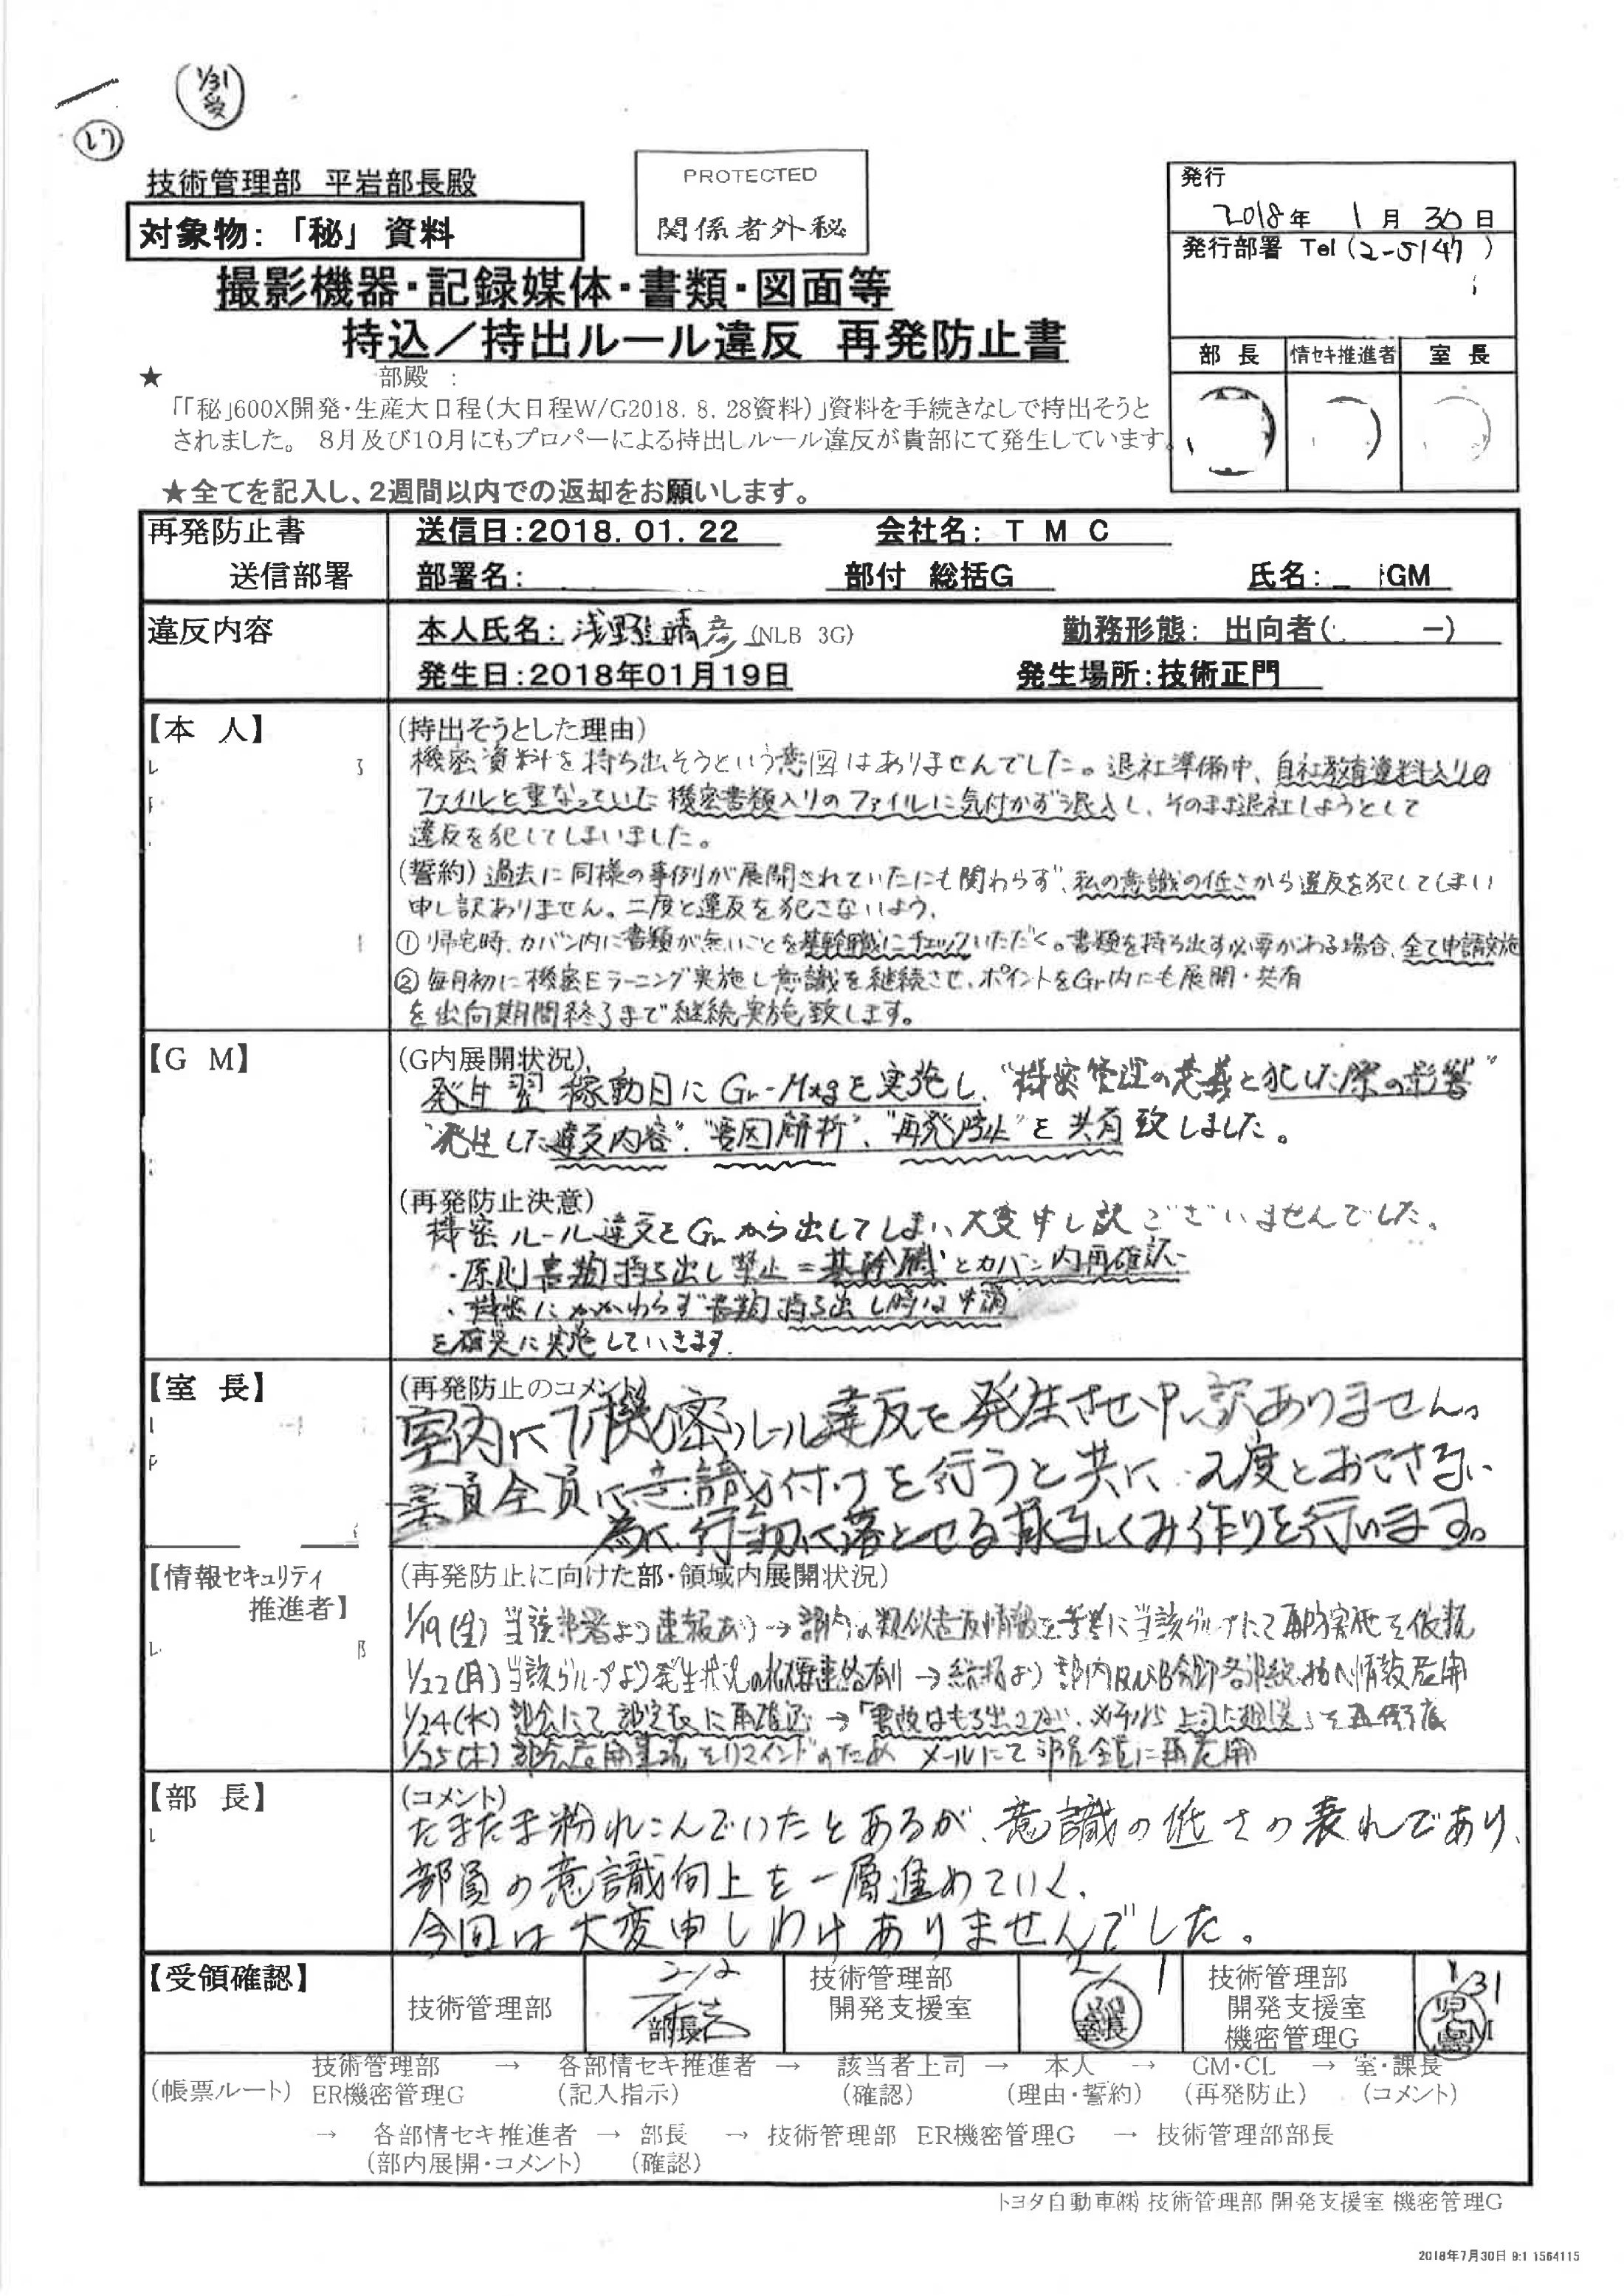 1/31
受
技術管理部 平岩部長殿
対象物:「秘」資料
PROTECTED
関係者外秘
発行
2018年 1月 30日
発行部署 Tel (2-5147)
部 長 情セキ推進者 室 長
撮影機器・記録媒体・書類・図面等
持込／持出ルール違反 再発防止書
★ 部殿 :
「「秘」600X開発・生産大日程(大日程W/G2018. 8. 28資料)」資料を手続きなしで持出そうと
されました。 8月及び10月にもプロパーによる持出しルール違反が貴部にて発生しています。
★全てを記入し、2週間以内での返却をお願いします。
再発防止書
送信部署
送信日:2018. 01. 22 会社名: T M C
部署名: 部付 総括G 氏名: GM
違反内容
本人氏名: 浅野 晴彦 (NLB 3G) 勤務形態: 出向者( ー)
発生日:2018年01月19日 発生場所:技術正門
【本 人】
(持出そうとした理由)
機密資料を持ち出そうという意図はありませんでした。退社準備中、自社教育資料入りの
ファイルと重なっていた機密書類入りのファイルに気付かず混入し、そのまま退社しようとして
違反を犯してしまいました。
(誓約) 過去に同様の事例が展開されていたにも関わらず、私の意識の低さから違反を犯してしまい
申し訳ありません。二度と違反を犯さないよう、
① 帰宅時、カバン内に書類が無いことを基幹職にチェックいただく。書類を持ち出す必要がある場合、全て申請実施
② 毎月初に機密Eラーニング実施し意識を継続させ、ポイントをGr内にも展開・共有
を出向期間終了まで継続実施致します。
【G M】
(G内展開状況)
発生翌稼動日にGr-Mtgを実施し、“機密管理の意義と犯した際の影響”
“発生した違反内容”、“要因解析”、“再発防止”を共有致しました。
(再発防止決意)
機密ルール違反をGrから出してしまい、大変申し訳ございませんでした。
・原則書類持ち出し禁止=基幹職とカバン内再確認
・機密にかかわらず書類持ち出し時は申請
を確実に実施していきます。
【室 長】
(再発防止のコメント)
室内にて機密ルール違反を発生させ申し訳ありません。
室員全員に意識付けを行うと共に、2度とおこさない
為に、行動に落とせる様なしくみ作りを行います。
【情報セキュリティ
推進者】
(再発防止に向けた部・領域内展開状況)
1/19(金) 当該職場より速報あり→部内の類似違反情報を参考に当該グループにて再防実施を依頼
1/22(月) 当該グループより発生状況の連絡有り → 総括より部内及び各部総括へ情報展開
1/24(水) 部会にて部室長に再確認 → 「書類はもち出さない、必ず上司に相談」を再徹底
1/25(木) 部会展開事項をリマインドのため メールにて部員全員に再展開
【部 長】
(コメント)
たまたま紛れこんでいたとあるが、意識の低さの表れであり、
部員の意識向上を一層進めていく。
今回は大変申しわけありませんでした。
【受領確認】
技術管理部 2/2 部長
技術管理部
開発支援室
2/1 室長
技術管理部
開発支援室
機密管理G
1/31 GM
(帳票ルート) 技術管理部 → 各部情セキ推進者 → 該当者上司 → 本人 → GM・CL → 室・課長
ER機密管理G (記入指示) (確認) (理由・誓約) (再発防止) (コメント)
→ 各部情セキ推進者 → 部長 → 技術管理部 ER機密管理G → 技術管理部部長
(部内展開・コメント) (確認)
トヨタ自動車㈱ 技術管理部 開発支援室 機密管理G
2018年7月30日 9:1 1564115